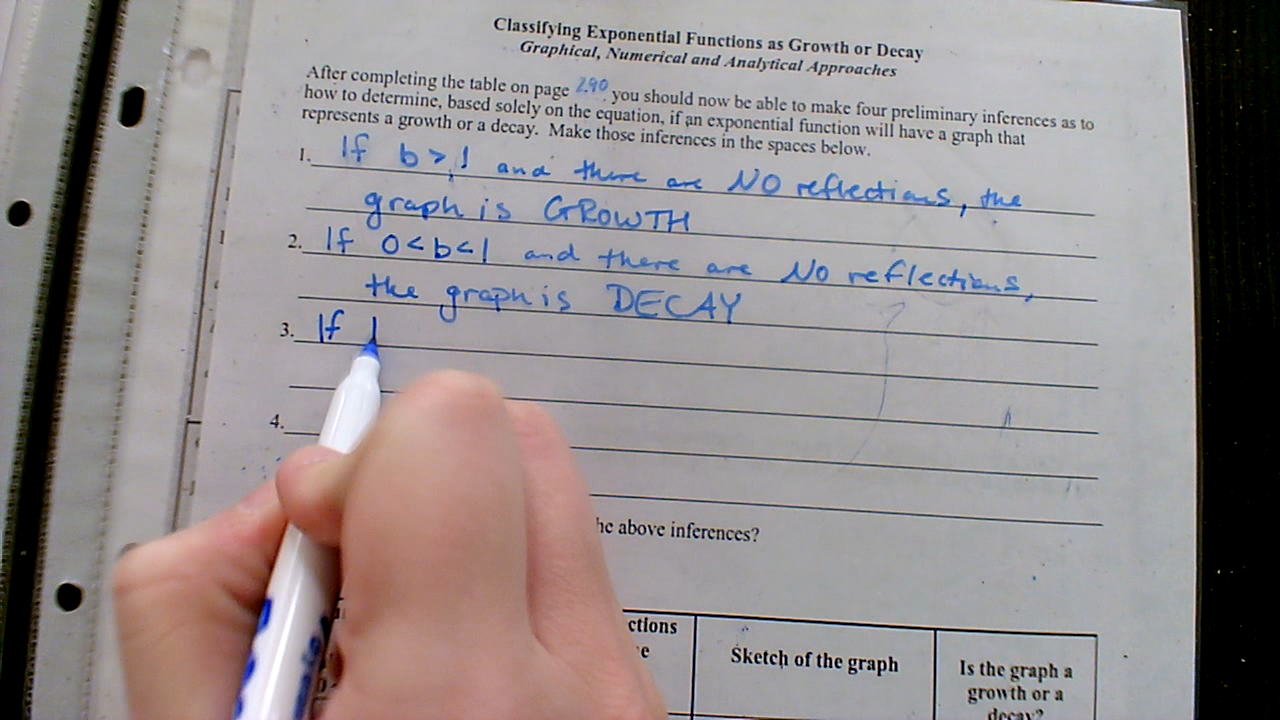 Classifying Exponential Functions as Growth or Decay
Graphical, Numerical and Analytical Approaches
After completing the table on page 290, you should now be able to make four preliminary inferences as to
how to determine, based solely on the equation, if an exponential function will have a graph that
represents a growth or a decay. Make those inferences in the spaces below.
1. If b > 1 and there are NO reflections, the
graph is GROWTH
2. If 0<b<1 and there are NO reflections,
the graph is DECAY
3. If
4.
he above inferences?
ctions
e
Sketch of the graph
Is the graph a
growth or a
decay?